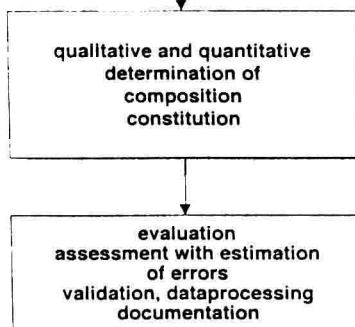 qualitative and quantitative
determination of
composition
constitution
evaluation
assessment with estimation
of errors
validation, dataprocessing
documentation